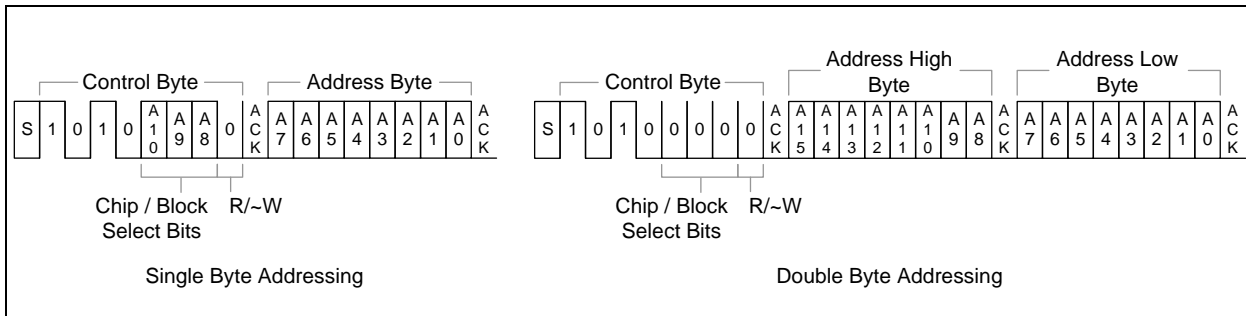 Control Byte
Address Byte
S 1 0 1 0 A10 A9 A8 0 ACK A7 A6 A5 A4 A3 A2 A1 A0 ACK
Chip / Block
Select Bits
R/~W
Single Byte Addressing
Control Byte
Address High
Byte
Address Low
Byte
S 1 0 1 0 0 0 0 0 ACK A15 A14 A13 A12 A11 A10 A9 A8 ACK A7 A6 A5 A4 A3 A2 A1 A0 ACK
Chip / Block
Select Bits
R/~W
Double Byte Addressing